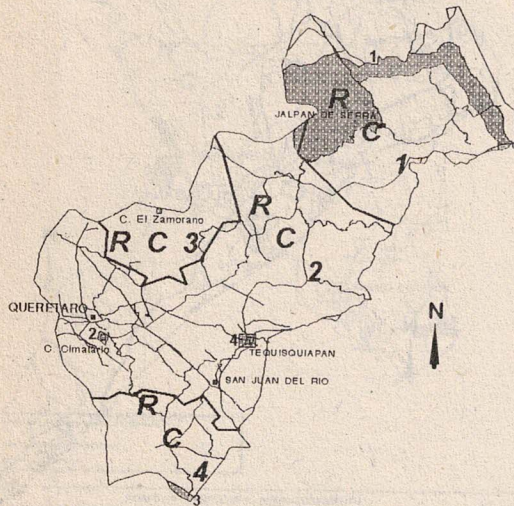 1
R
JALPAN DE SERRA
C
1
R
C
2
C. El Zamorano
R C 3
QUERETARO
2
C. Cimatario
4
TEQUISQUIAPAN
SAN JUAN DEL RIO
N
R
C
4
3